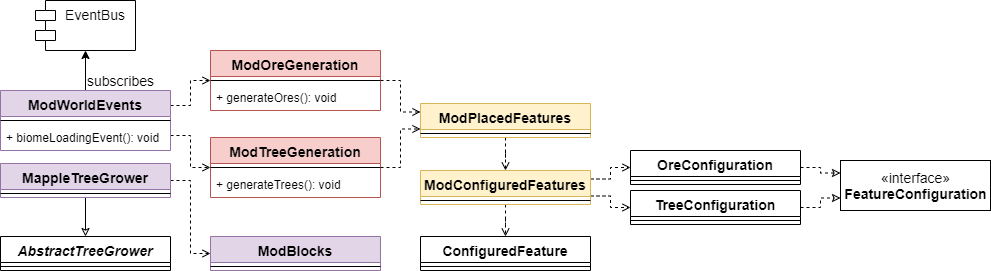 EventBus
subscribes
ModWorldEvents
+ biomeLoadingEvent(): void
MappleTreeGrower
AbstractTreeGrower
ModOreGeneration
+ generateOres(): void
ModTreeGeneration
+ generateTrees(): void
ModBlocks
ModPlacedFeatures
ModConfiguredFeatures
ConfiguredFeature
OreConfiguration
TreeConfiguration
«interface»
FeatureConfiguration